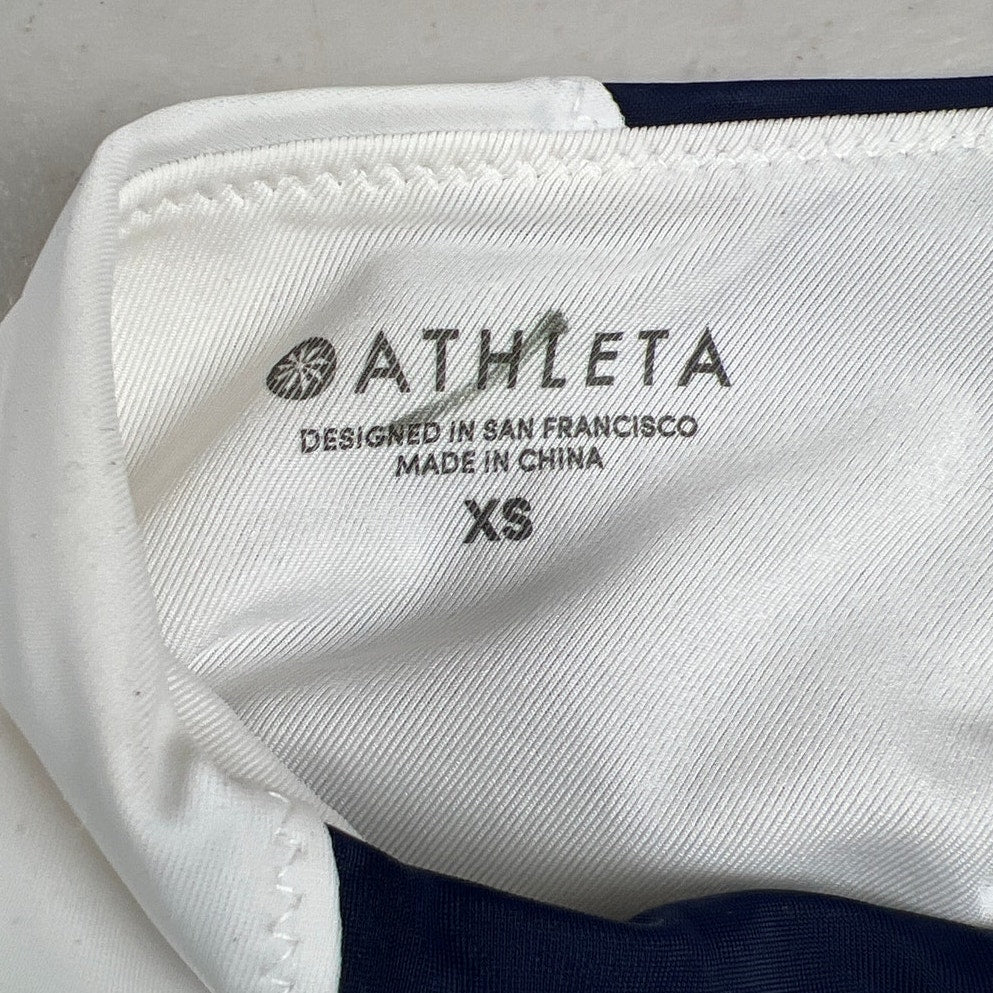 ATHLETA
DESIGNED IN SAN FRANCISCO
MADE IN CHINA
XS